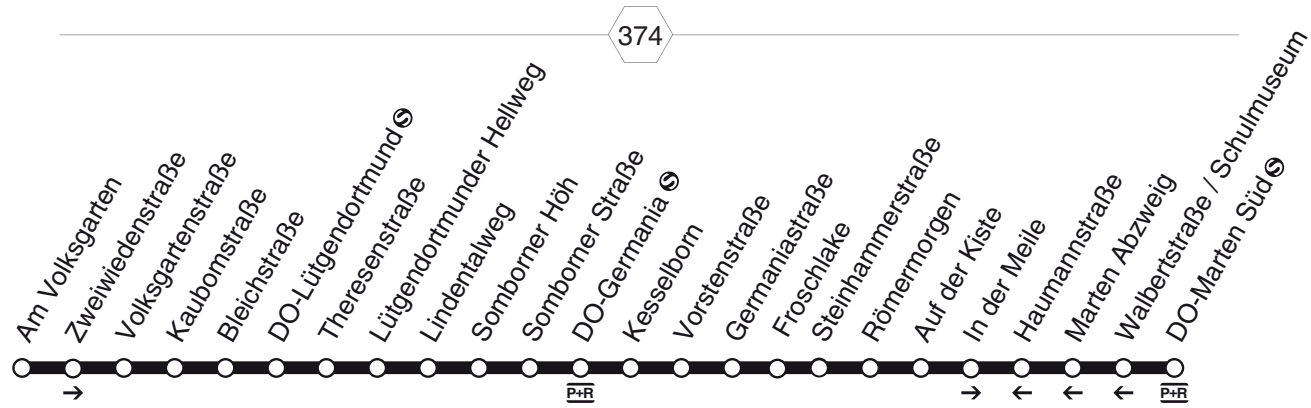 374
Am Volksgarten
Zweiwiedenstraße
Volksgartenstraße
Kaubomstraße
Bleichstraße
DO-Lütgendortmund S
Theresenstraße
Lütgendortmunder Hellweg
Lindentalweg
Somborner Höh
Somborner Straße
DO-Germania S
Kesselborn
Vorstenstraße
Germaniastraße
Froschlake
Steinhammerstraße
Römermorgen
Auf der Kiste
In der Meile
Haumannstraße
Marten Abzweig
Walbertstraße / Schulmuseum
DO-Marten Süd S
→ P+R → ← ← ← P+R